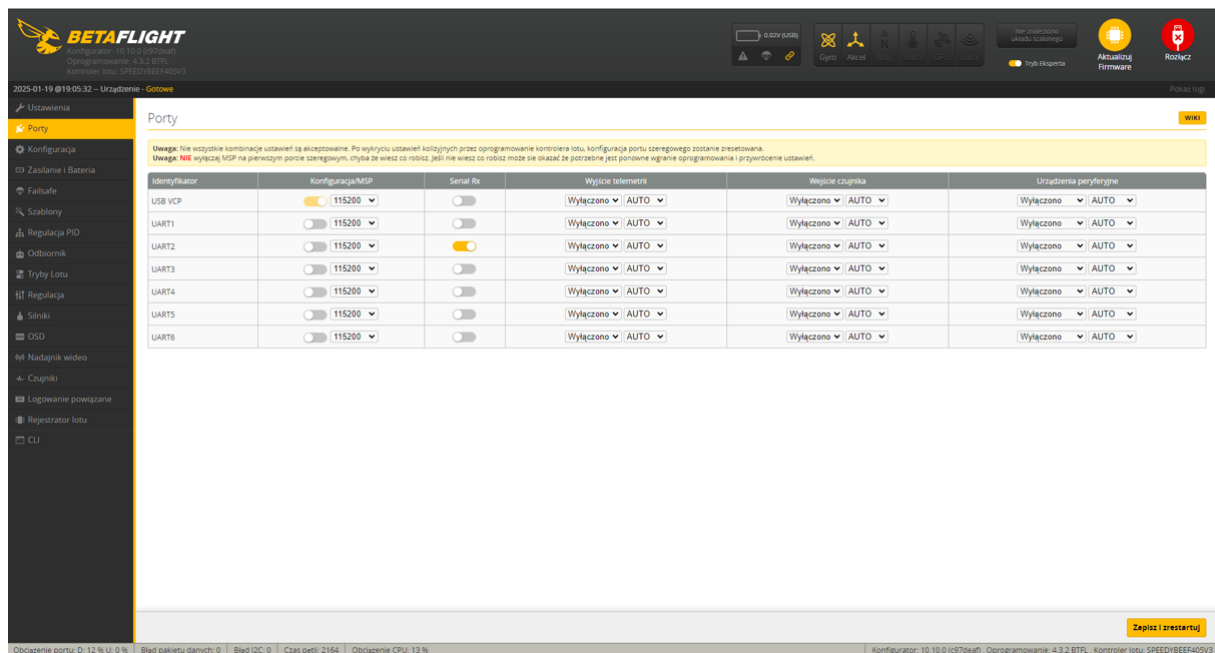 BETAFLIGHT
Konfigurator: 10.10.0 (c97deaf)
Oprogramowanie: 4.3.2 BTFL
Kontroler lotu: SPEEDYBEEF405V3
0.02V (USB)
Gyro Akcel Mag Baro GPS Sonar
Nie znaleziono
układu scalonego
Tryb Eksperta
Aktualizuj
Firmware
Rozłącz
2025-01-19 @19:05:32 -- Urządzenie - Gotowe
Pokaż logi
Ustawienia
Porty
Konfiguracja
Zasilanie i Bateria
Failsafe
Szablony
Regulacja PID
Odbiornik
Tryby Lotu
Regulacja
Silniki
OSD
Nadajnik wideo
Czujniki
Logowanie powiązane
Rejestrator lotu
CLI
Porty
WIKI
Uwaga: Nie wszystkie kombinacje ustawień są akceptowalne. Po wykryciu ustawień kolizyjnych przez oprogramowanie kontrolera lotu, konfiguracja portu szeregowego zostanie zresetowana.
Uwaga: NIE wyłączaj MSP na pierwszym porcie szeregowym, chyba że wiesz co robisz. Jeśli nie wiesz co robisz może sie okazać że potrzebne jest ponowne wgranie oprogramowania i przywrócenie ustawień.
Identyfikator Konfiguracja/MSP Serial Rx Wyjście telemetrii Wejście czujnika Urządzenia peryferyjne
USB VCP 115200 Wyłączono AUTO Wyłączono AUTO Wyłączono AUTO
UART1 115200 Wyłączono AUTO Wyłączono AUTO Wyłączono AUTO
UART2 115200 Wyłączono AUTO Wyłączono AUTO Wyłączono AUTO
UART3 115200 Wyłączono AUTO Wyłączono AUTO Wyłączono AUTO
UART4 115200 Wyłączono AUTO Wyłączono AUTO Wyłączono AUTO
UART5 115200 Wyłączono AUTO Wyłączono AUTO Wyłączono AUTO
UART6 115200 Wyłączono AUTO Wyłączono AUTO Wyłączono AUTO
Zapisz i zrestartuj
Obciążenie portu: D: 12 % U: 0 % Błąd pakietu danych: 0 Błąd I2C: 0 Czas petli: 2164 Obciążenie CPU: 13 % Konfigurator: 10.10.0 (c97deaf), Oprogramowanie: 4.3.2 BTFL, Kontroler lotu: SPEEDYBEEF405V3